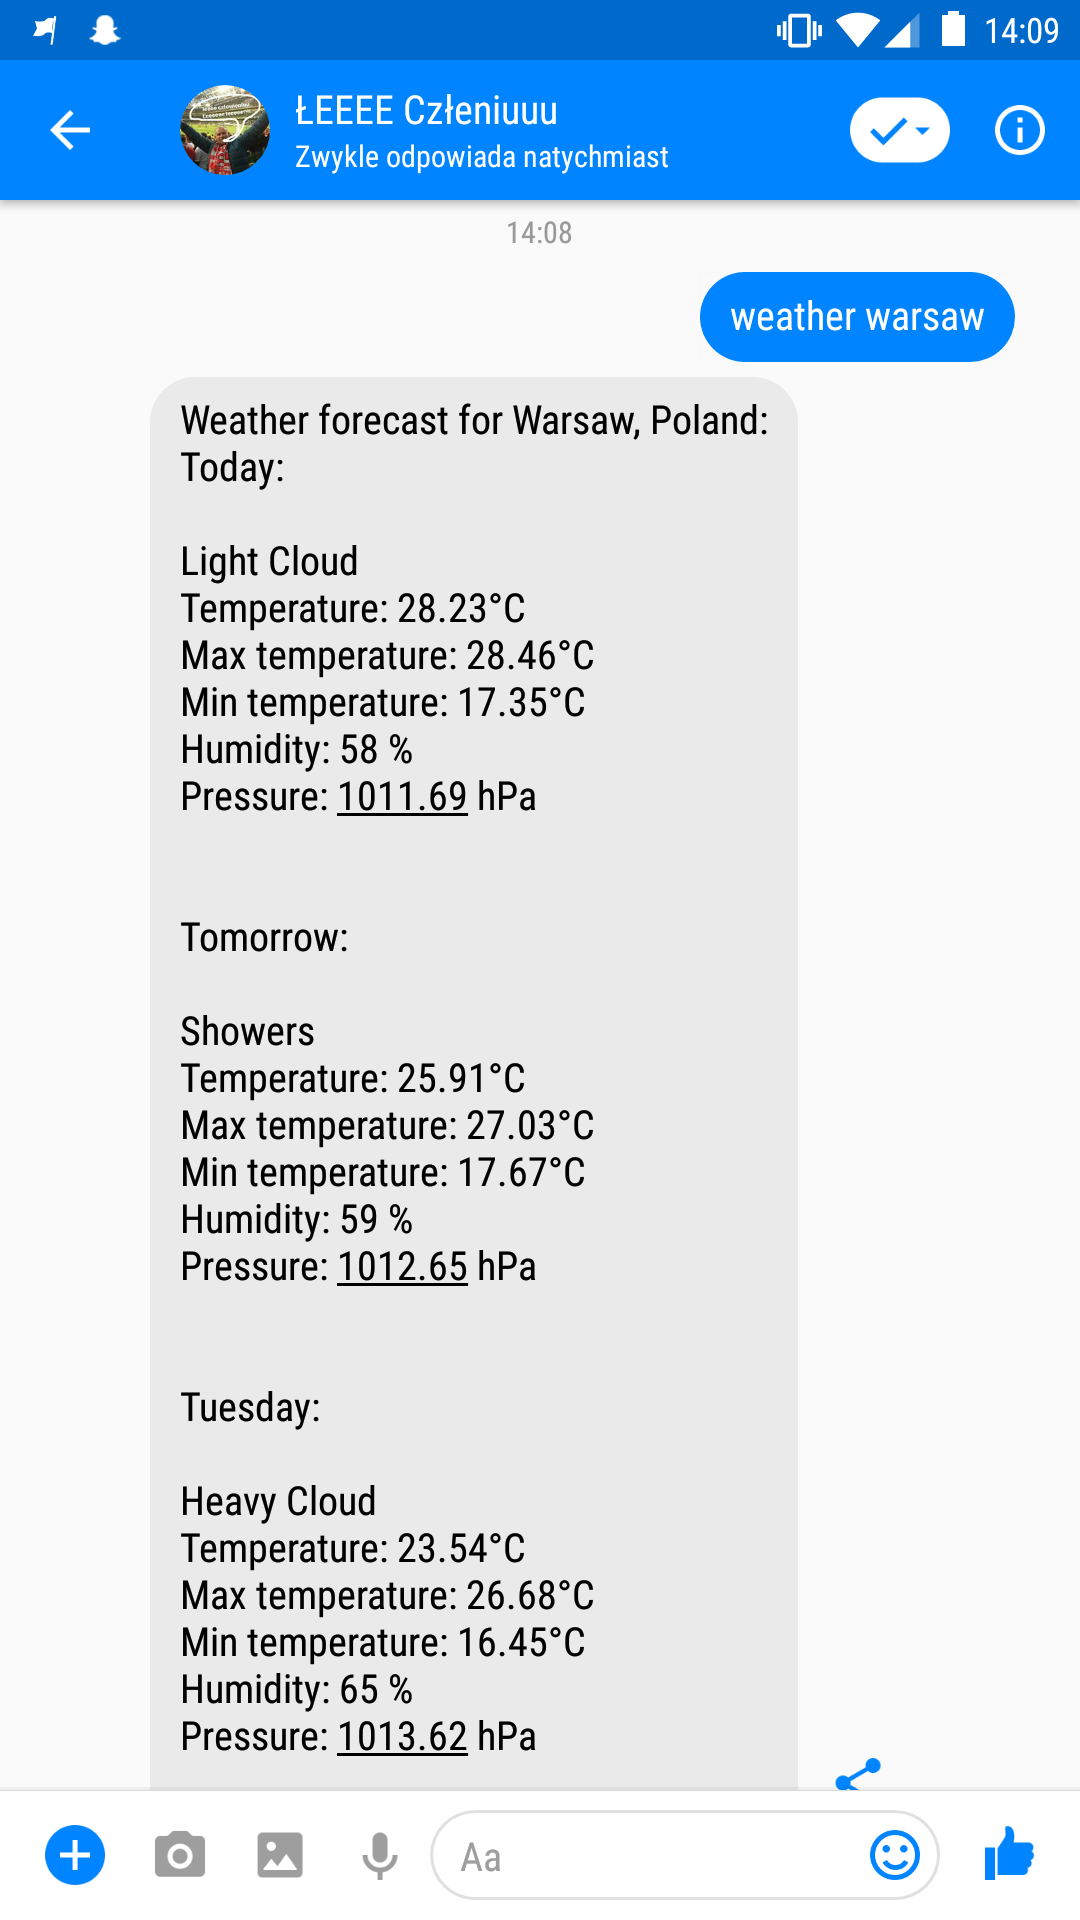 14:09
ŁEEEE Człeniuuu
Zwykle odpowiada natychmiast
14:08
weather warsaw
Weather forecast for Warsaw, Poland:
Today:
Light Cloud
Temperature: 28.23°C
Max temperature: 28.46°C
Min temperature: 17.35°C
Humidity: 58 %
Pressure: 1011.69 hPa
Tomorrow:
Showers
Temperature: 25.91°C
Max temperature: 27.03°C
Min temperature: 17.67°C
Humidity: 59 %
Pressure: 1012.65 hPa
Tuesday:
Heavy Cloud
Temperature: 23.54°C
Max temperature: 26.68°C
Min temperature: 16.45°C
Humidity: 65 %
Pressure: 1013.62 hPa
Aa